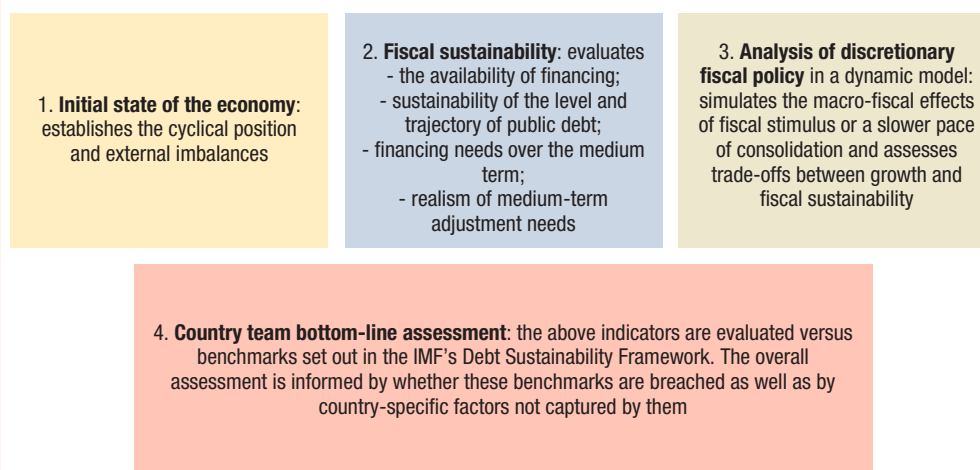 1. Initial state of the economy:
establishes the cyclical position
and external imbalances
2. Fiscal sustainability: evaluates
- the availability of financing;
- sustainability of the level and
trajectory of public debt;
- financing needs over the medium
term;
- realism of medium-term
adjustment needs
3. Analysis of discretionary
fiscal policy in a dynamic model:
simulates the macro-fiscal effects
of fiscal stimulus or a slower pace
of consolidation and assesses
trade-offs between growth and
fiscal sustainability
4. Country team bottom-line assessment: the above indicators are evaluated versus
benchmarks set out in the IMF's Debt Sustainability Framework. The overall
assessment is informed by whether these benchmarks are breached as well as by
country-specific factors not captured by them